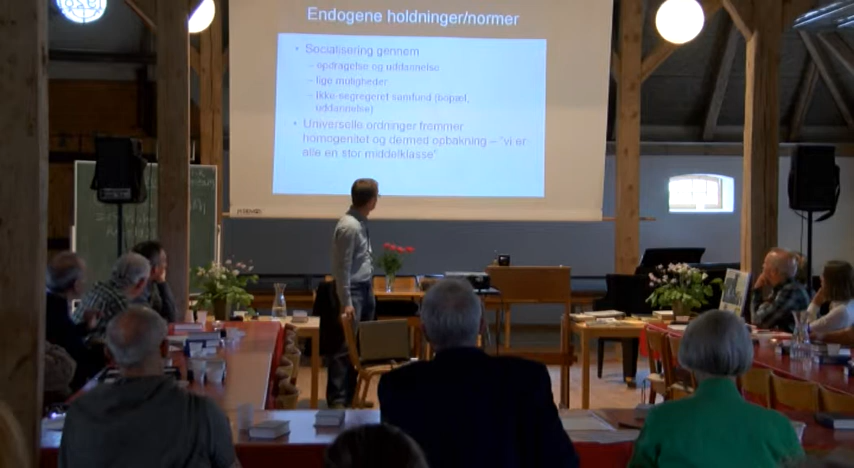 Endogene holdninger/normer
• Socialisering gennem
– opdragelse og uddannelse
– lige muligheder
– Ikke-segregeret samfund (bopæl,
uddannelse)
• Universelle ordninger fremmer
homogenitet og dermed opbakning – "vi er
alle en stor middelklasse"